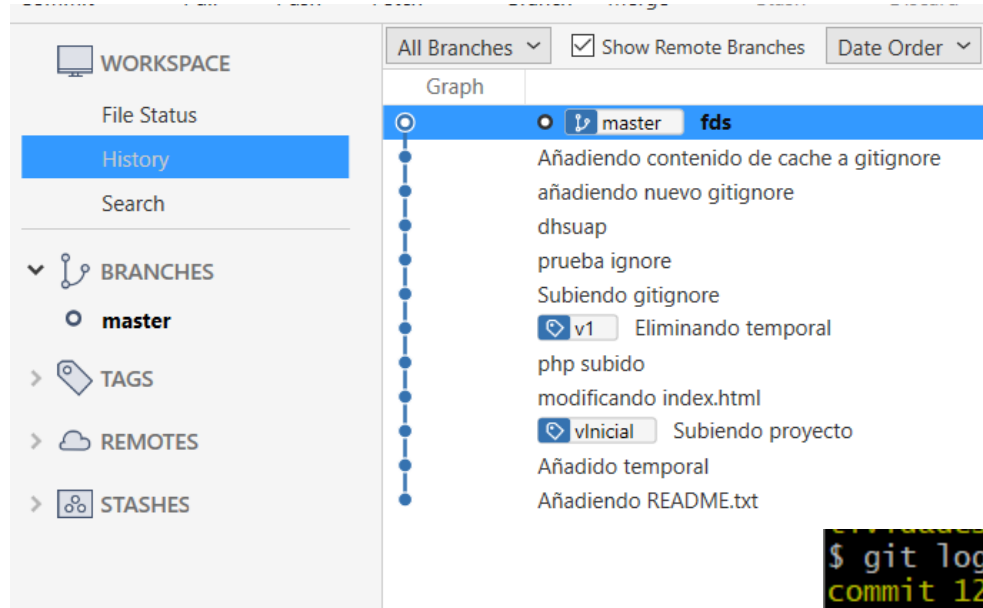 WORKSPACE
File Status
History
Search
BRANCHES
master
TAGS
REMOTES
STASHES
All Branches Show Remote Branches Date Order
Graph
master fds
Añadiendo contenido de cache a gitignore
añadiendo nuevo gitignore
dhsuap
prueba ignore
Subiendo gitignore
v1 Eliminando temporal
php subido
modificando index.html
vInicial Subiendo proyecto
Añadido temporal
Añadiendo README.txt
$ git log
commit 12